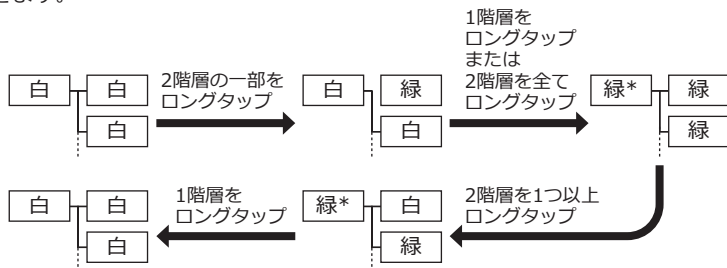 1階層を
ロングタップ
または
2階層を全て
ロングタップ
2階層の一部を
ロングタップ
白 白
白
白 緑
白
緑* 緑
緑
1階層を
ロングタップ
2階層を1つ以上
ロングタップ
白 白
白
緑* 白
緑